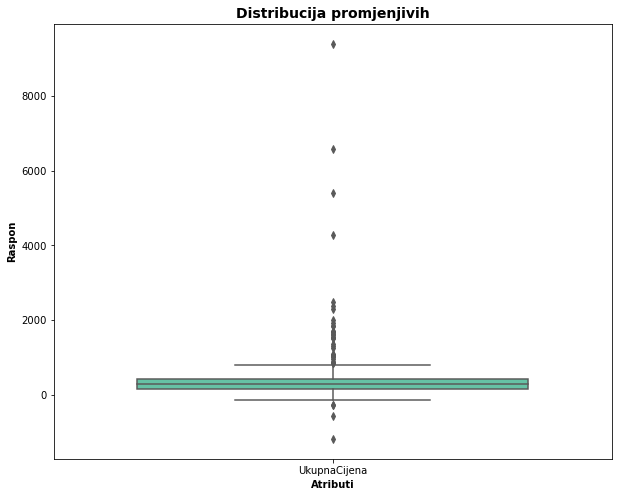 Distribucija promjenjivih
8000
6000
4000
2000
0
Raspon
UkupnaCijena
Atributi